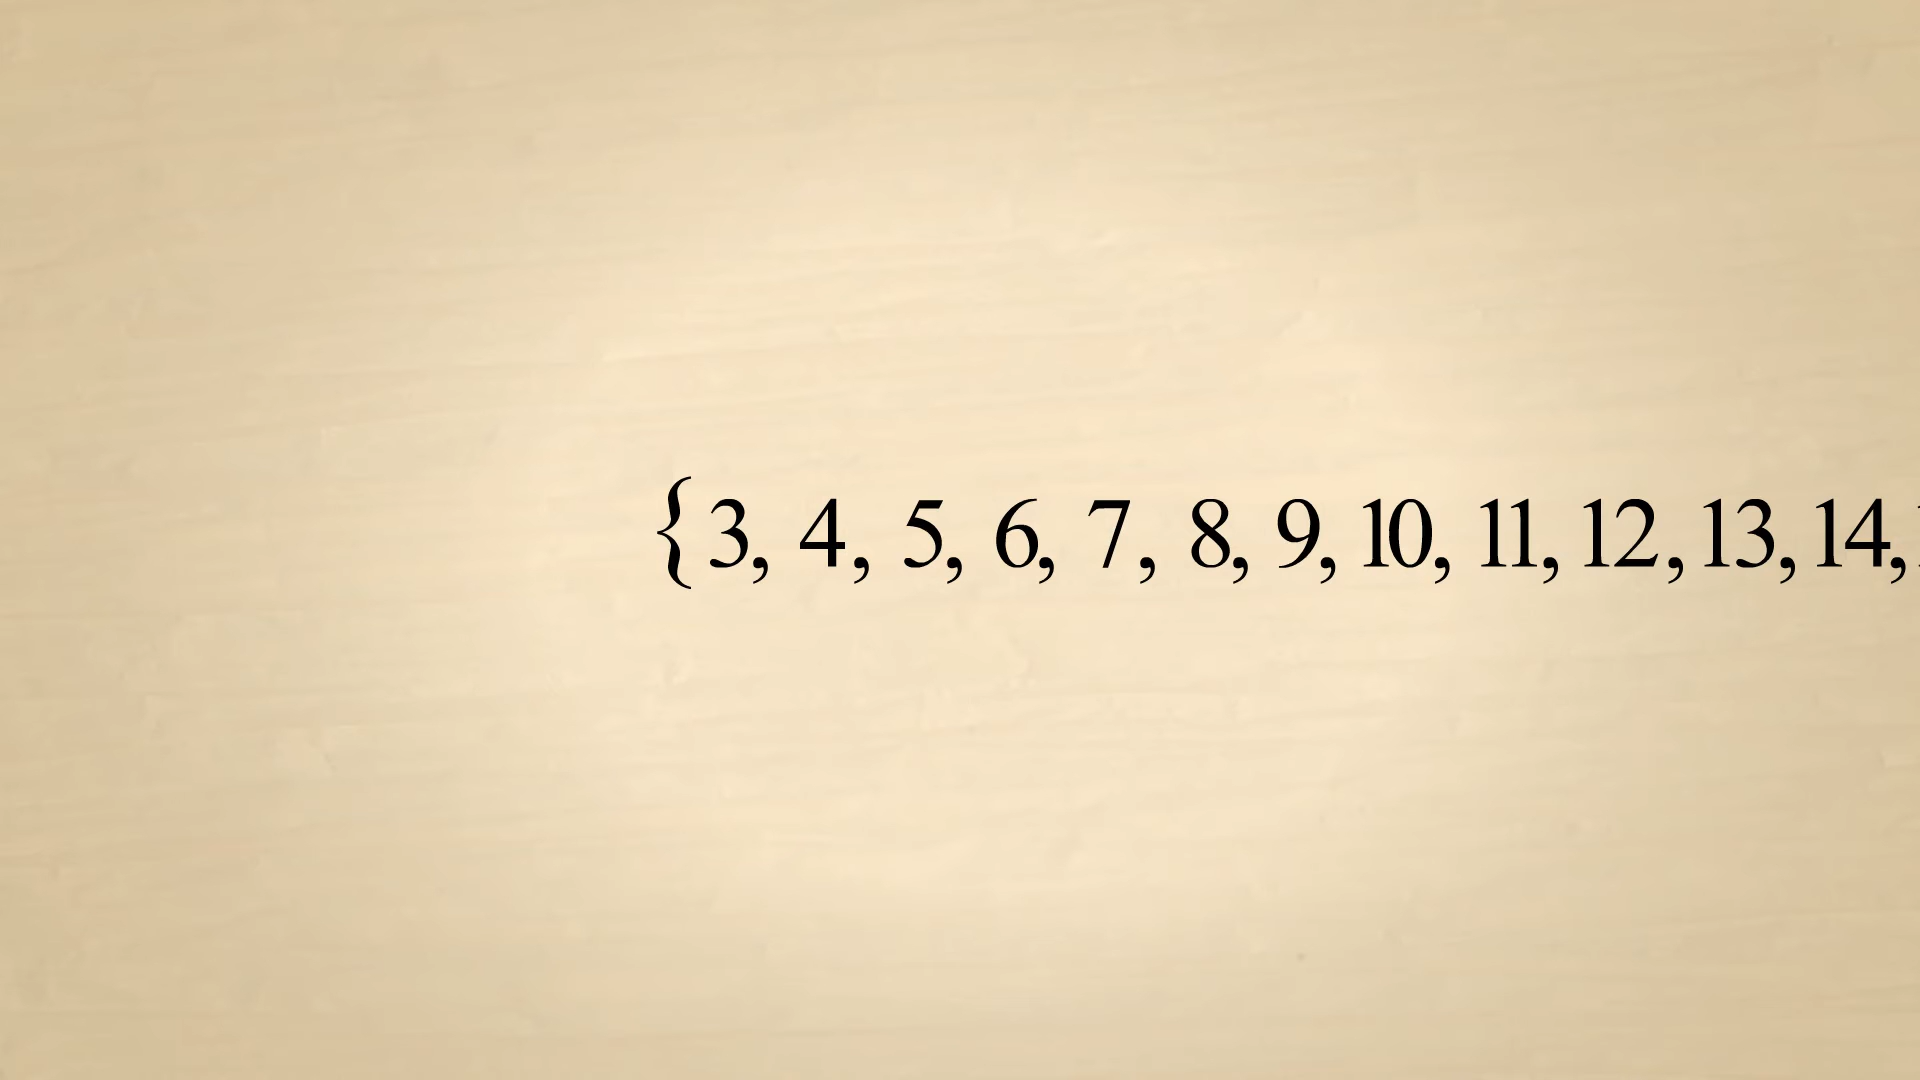 {3, 4, 5, 6, 7, 8, 9, 10, 11, 12, 13, 14,